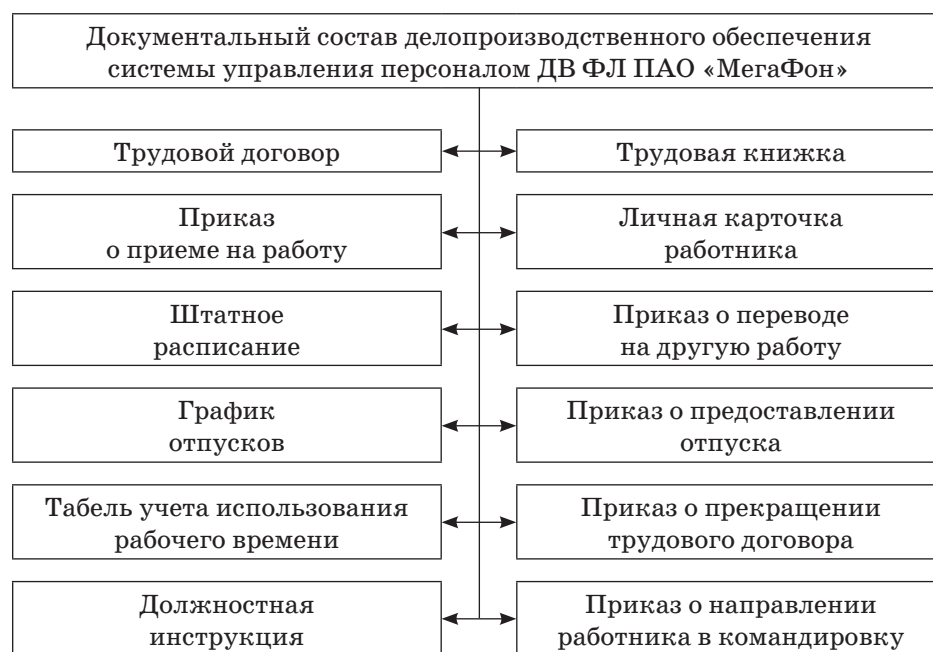 Документальный состав делопроизводственного обеспечения
системы управления персоналом ДВ ФЛ ПАО «МегаФон»
Трудовой договор
Трудовая книжка
Приказ
о приеме на работу
Личная карточка
работника
Штатное
расписание
Приказ о переводе
на другую работу
График
отпусков
Приказ о предоставлении
отпуска
Табель учета использования
рабочего времени
Приказ о прекращении
трудового договора
Должностная
инструкция
Приказ о направлении
работника в командировку